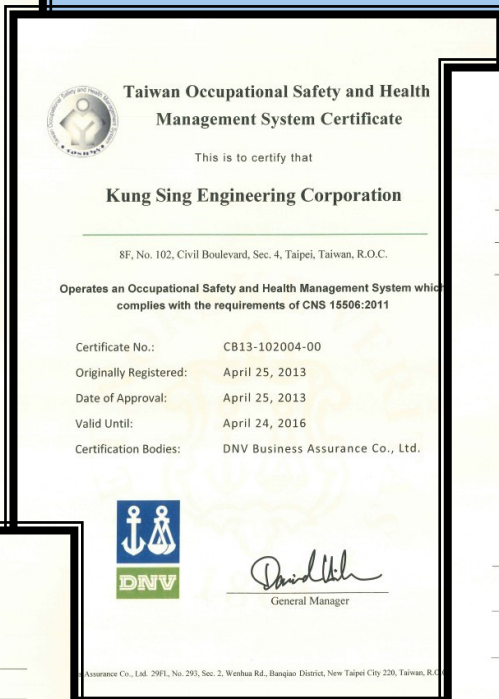 Taiwan Occupational Safety and Health
Management System Certificate
This is to certify that
Kung Sing Engineering Corporation
8F, No. 102, Civil Boulevard, Sec. 4, Taipei, Taiwan, R.O.C.
Operates an Occupational Safety and Health Management System which
complies with the requirements of CNS 15506:2011
Certificate No.: CB13-102004-00
Originally Registered: April 25, 2013
Date of Approval: April 25, 2013
Valid Until: April 24, 2016
Certification Bodies: DNV Business Assurance Co., Ltd.
DNV
General Manager
Assurance Co., Ltd. 29Fl., No. 293, Sec. 2, Wenhua Rd., Banqiao District, New Taipei City 220, Taiwan, R.O